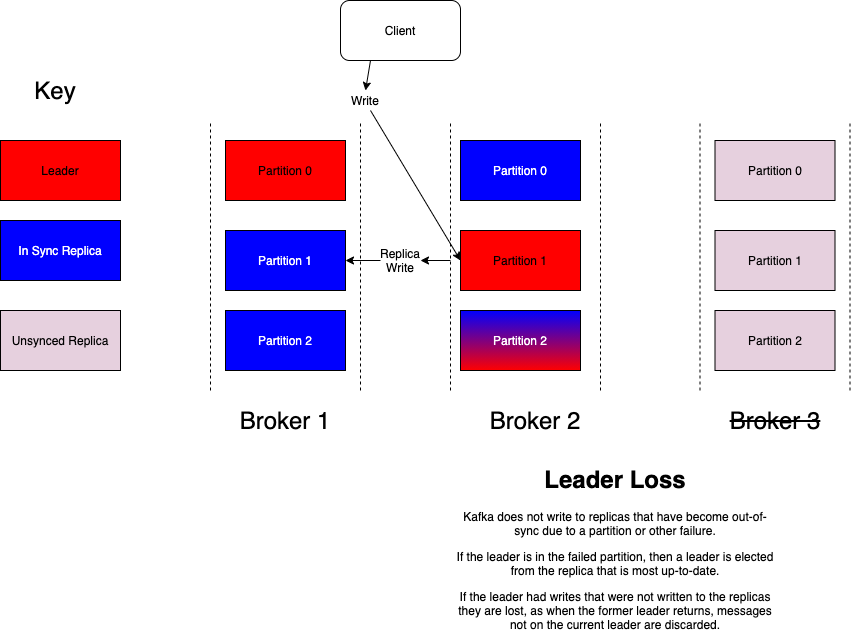 Client
Key
Write
Leader
Partition 0
Partition 0
Partition 0
In Sync Replica
Partition 1
Replica
Write
Partition 1
Partition 1
Unsynced Replica
Partition 2
Partition 2
Partition 2
Broker 1
Broker 2
Broker 3
Leader Loss
Kafka does not write to replicas that have become out-of-
sync due to a partition or other failure.
If the leader is in the failed partition, then a leader is elected
from the replica that is most up-to-date.
If the leader had writes that were not written to the replicas
they are lost, as when the former leader returns, messages
not on the current leader are discarded.